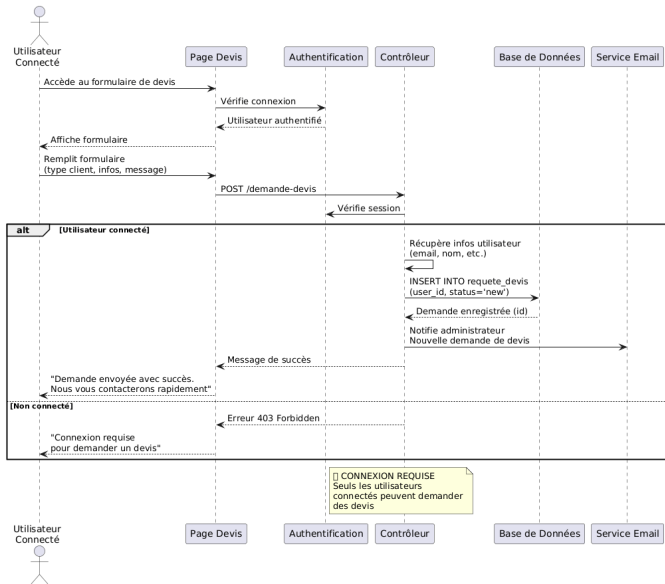 Utilisateur
Connecté
Page Devis
Authentification
Contrôleur
Base de Données
Service Email
Accède au formulaire de devis
Vérifie connexion
Utilisateur authentifié
Affiche formulaire
Remplit formulaire
(type client, infos, message)
POST /demande-devis
Vérifie session
alt
[Utilisateur connecté]
Récupère infos utilisateur
(email, nom, etc.)
INSERT INTO requete_devis
(user_id, status='new')
Demande enregistrée (id)
Notifie administrateur
Nouvelle demande de devis
Message de succès
"Demande envoyée avec succès.
Nous vous contacterons rapidement"
[Non connecté]
Erreur 403 Forbidden
"Connexion requise
pour demander un devis"
CONNEXION REQUISE
Seuls les utilisateurs
connectés peuvent demander
des devis
Utilisateur
Connecté
Page Devis
Authentification
Contrôleur
Base de Données
Service Email